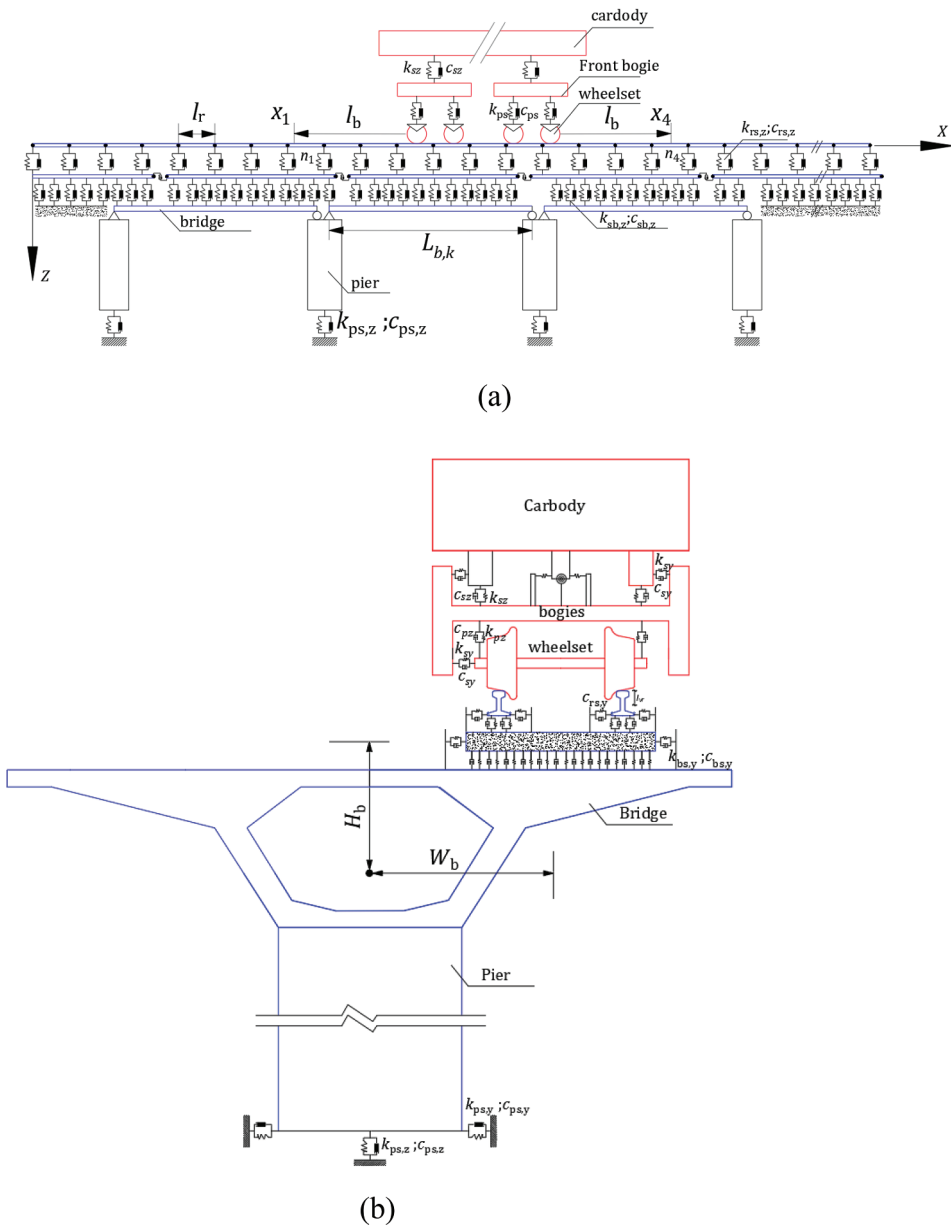 cardody
k_sz c_sz
Front bogie
k_ps c_ps
wheelset
l_r X_1 l_b l_b X_4
k_rs,z;c_rs,z
X
n_1 n_4
bridge
k_sb,z;c_sb,z
L_b,k
Z
pier
k_ps,z ;c_ps,z
(a)
Carbody
k_sy
c_sz k_sz c_sy
bogies
c_pz k_pz
k_sy wheelset
c_sy
c_rs,y
k_bs,y ;c_bs,y
H_b
Bridge
W_b
Pier
k_ps,y ;c_ps,y
k_ps,z ;c_ps,z
(b)